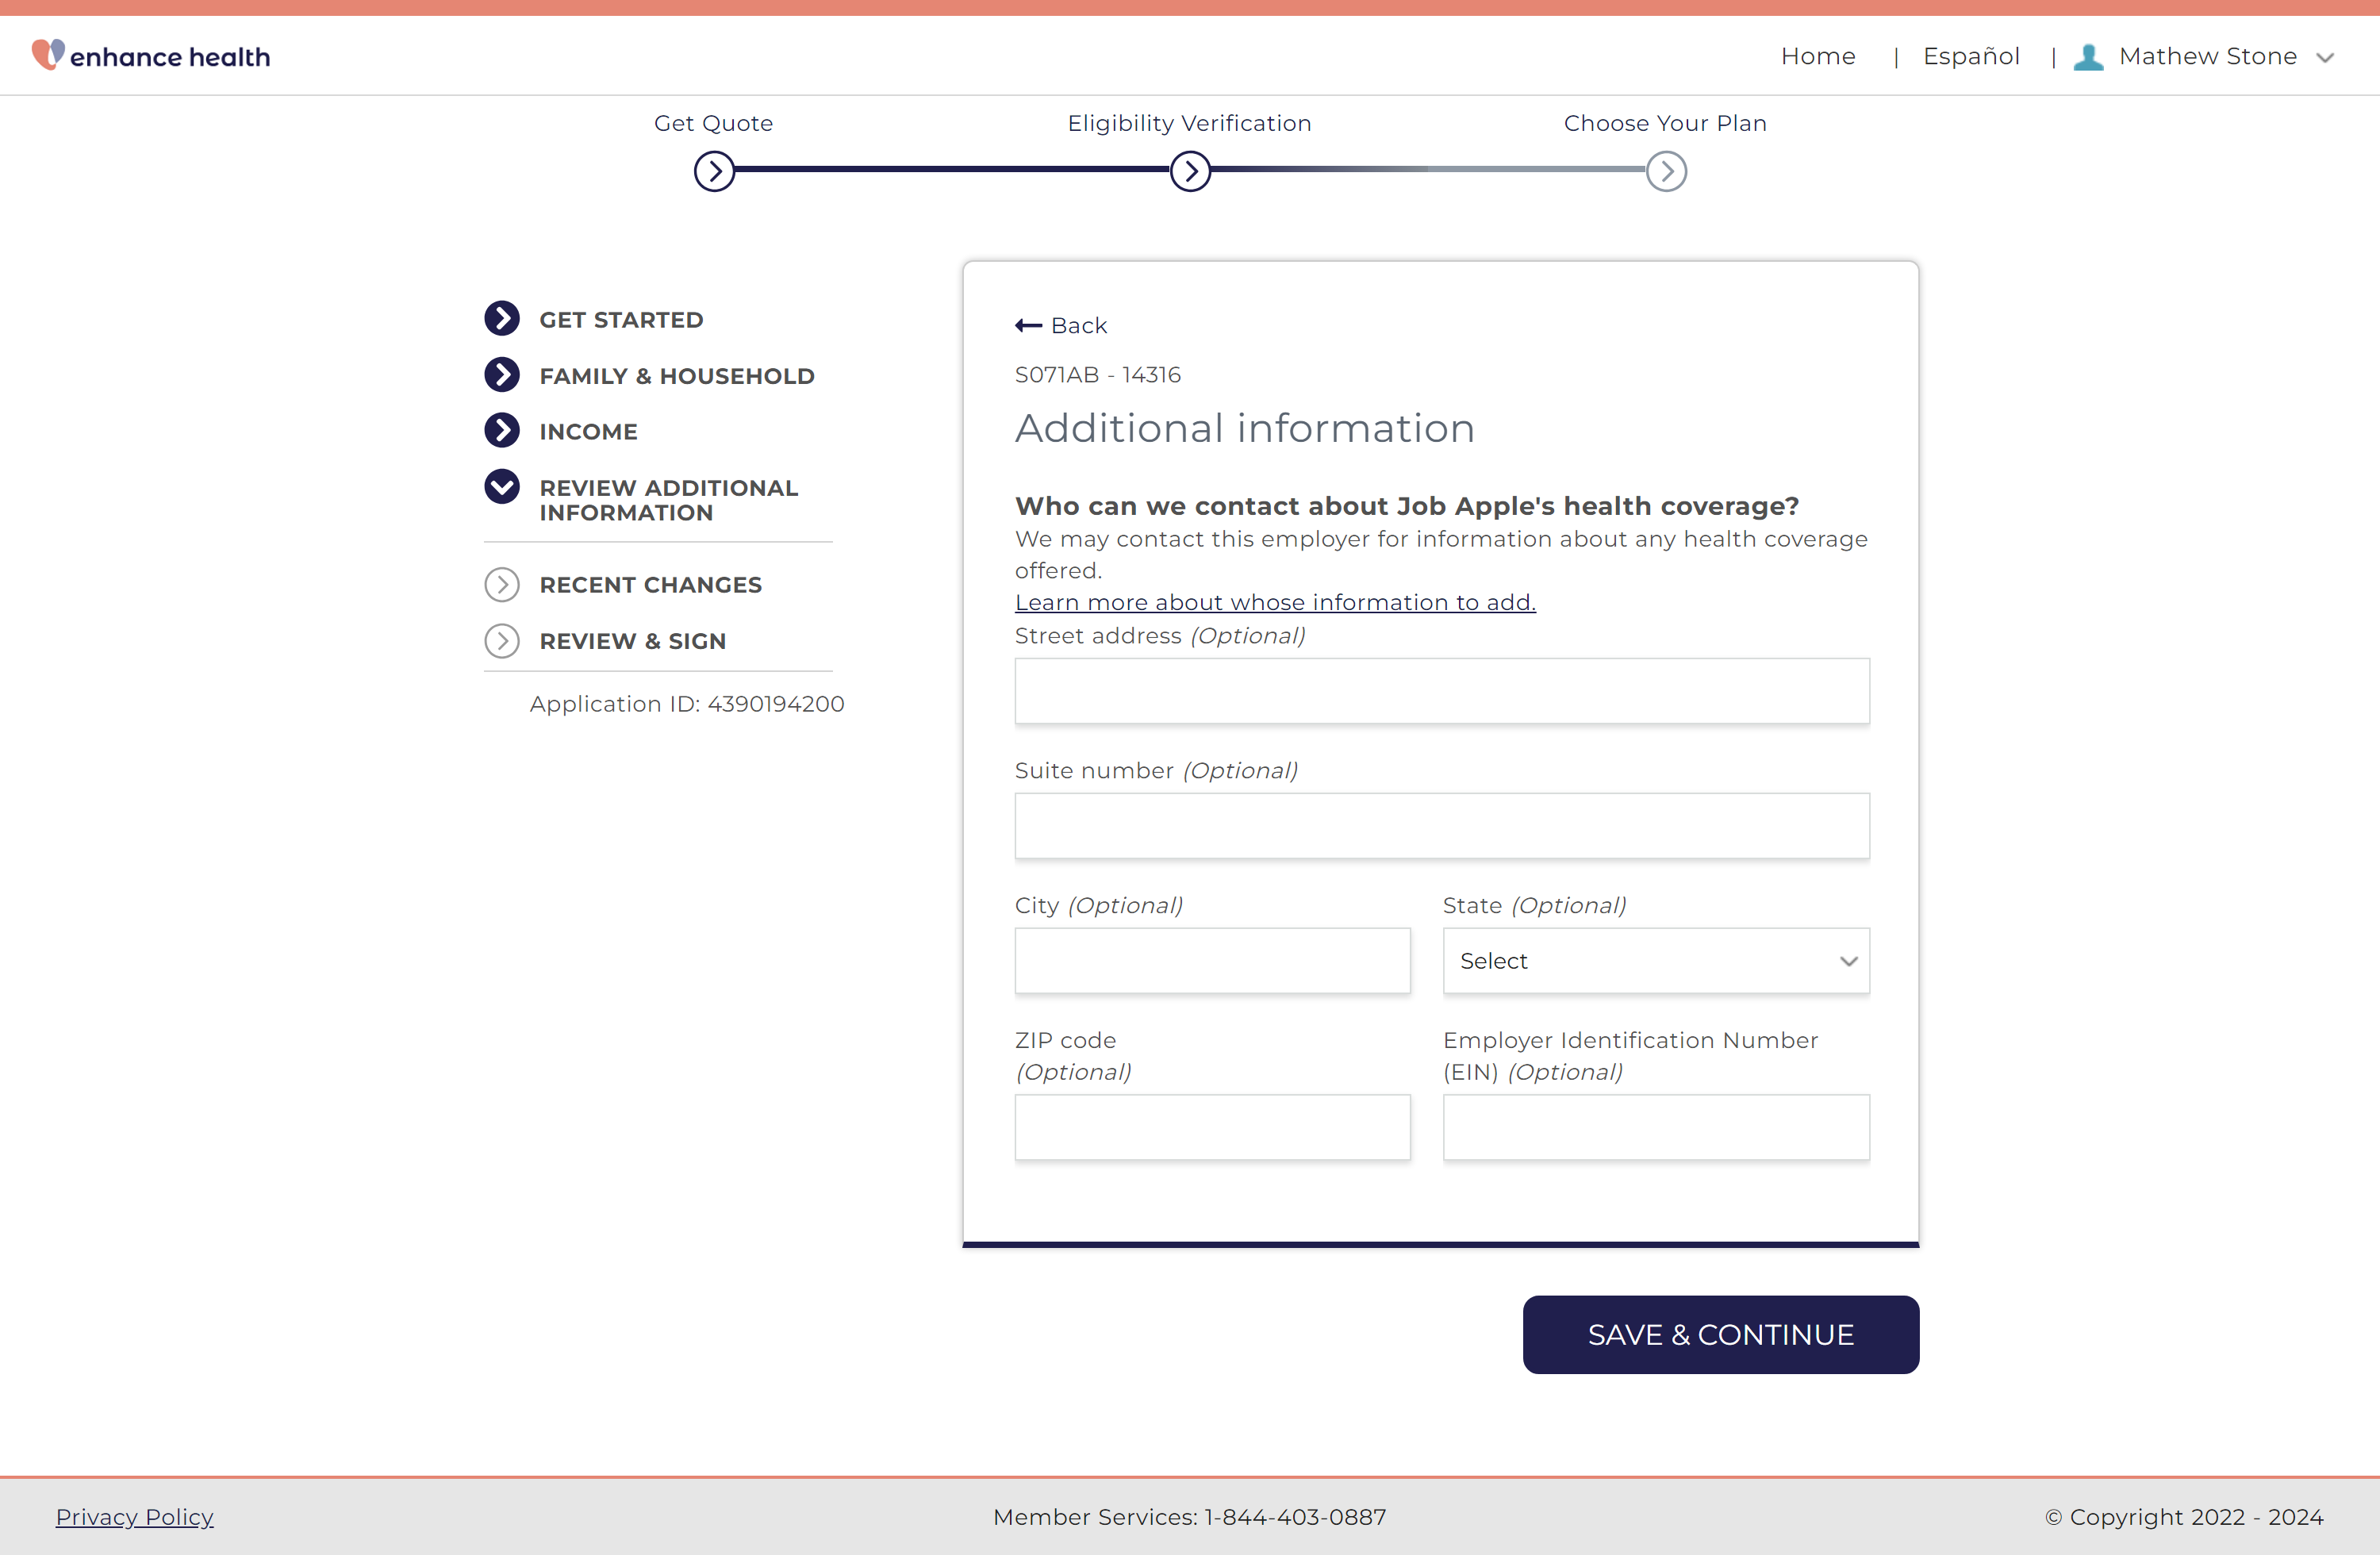 enhance health
Home | Español | Mathew Stone
Get Quote
Eligibility Verification
Choose Your Plan
GET STARTED
FAMILY & HOUSEHOLD
INCOME
REVIEW ADDITIONAL
INFORMATION
RECENT CHANGES
REVIEW & SIGN
Application ID: 4390194200
Back
S071AB - 14316
Additional information
Who can we contact about Job Apple's health coverage?
We may contact this employer for information about any health coverage
offered.
Learn more about whose information to add.
Street address (Optional)
Suite number (Optional)
City (Optional)
State (Optional)
Select
ZIP code
(Optional)
Employer Identification Number
(EIN) (Optional)
SAVE & CONTINUE
Privacy Policy
Member Services: 1-844-403-0887
© Copyright 2022 - 2024